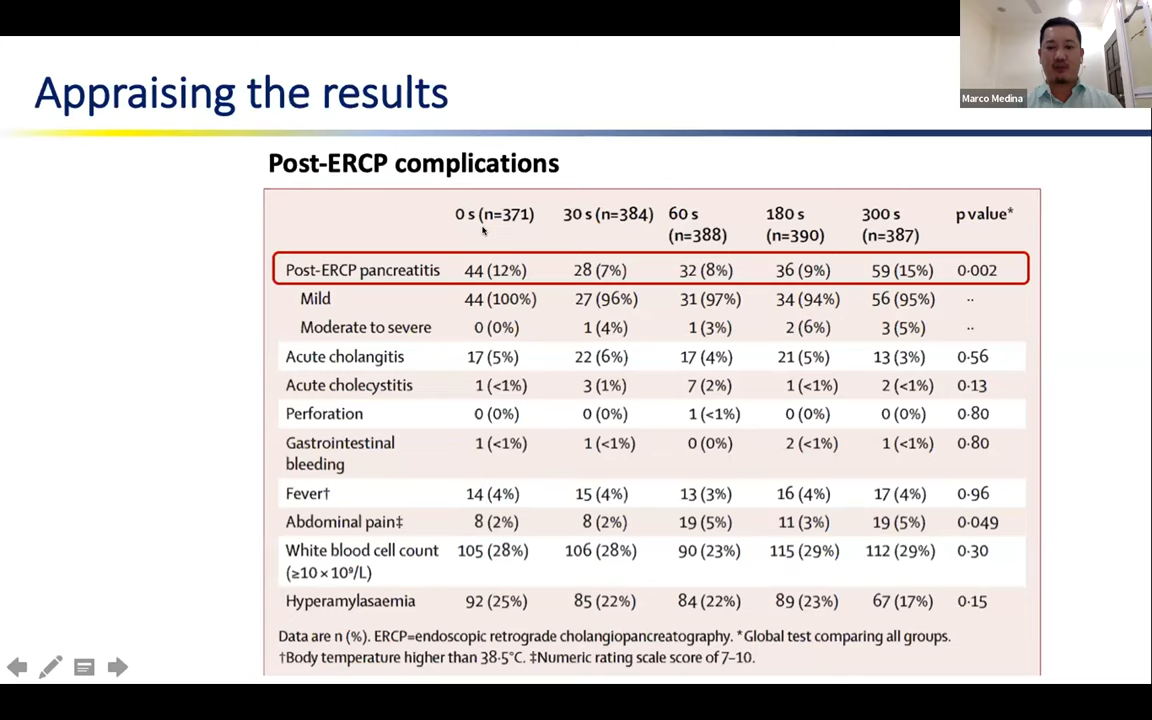 Appraising the results
Marco Medina
Post-ERCP complications
0 s (n=371) 30 s (n=384) 60 s (n=388) 180 s (n=390) 300 s (n=387) p value*
Post-ERCP pancreatitis 44 (12%) 28 (7%) 32 (8%) 36 (9%) 59 (15%) 0·002
Mild 44 (100%) 27 (96%) 31 (97%) 34 (94%) 56 (95%) ··
Moderate to severe 0 (0%) 1 (4%) 1 (3%) 2 (6%) 3 (5%) ··
Acute cholangitis 17 (5%) 22 (6%) 17 (4%) 21 (5%) 13 (3%) 0·56
Acute cholecystitis 1 (<1%) 3 (1%) 7 (2%) 1 (<1%) 2 (<1%) 0·13
Perforation 0 (0%) 0 (0%) 1 (<1%) 0 (0%) 0 (0%) 0·80
Gastrointestinal bleeding 1 (<1%) 1 (<1%) 0 (0%) 2 (<1%) 1 (<1%) 0·80
Fever† 14 (4%) 15 (4%) 13 (3%) 16 (4%) 17 (4%) 0·96
Abdominal pain‡ 8 (2%) 8 (2%) 19 (5%) 11 (3%) 19 (5%) 0·049
White blood cell count (≥10 × 10⁹/L) 105 (28%) 106 (28%) 90 (23%) 115 (29%) 112 (29%) 0·30
Hyperamylasaemia 92 (25%) 85 (22%) 84 (22%) 89 (23%) 67 (17%) 0·15
Data are n (%). ERCP=endoscopic retrograde cholangiopancreatography. *Global test comparing all groups.
†Body temperature higher than 38·5°C. ‡Numeric rating scale score of 7–10.